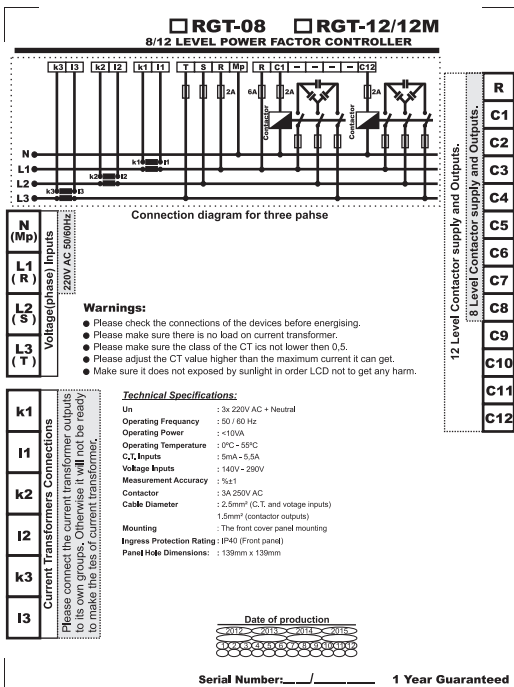 RGT-08 RGT-12/12M
8/12 LEVEL POWER FACTOR CONTROLLER
k3 l3 k2 l2 k1 l1 T S R Mp R C1 - - - - C12
2A 6A 2A 2A
Contactor Contactor
N
L1 k1 l1
L2 k2 l2
L3 k3 l3
Connection diagram for three pahse
N (Mp)
L1 (R)
L2 (S)
L3 (T)
Voltage(phase) Inputs
220V AC 50/60Hz
Warnings:
Please check the connections of the devices before energising.
Please make sure there is no load on current transformer.
Please make sure the class of the CT ics not lower then 0,5.
Please adjust the CT value higher than the maximum current it can get.
Make sure it does not exposed by sunlight in order LCD not to get any harm.
12 Level Contactor supply and Outputs.
8 Level Contactor supply and Outputs.
R
C1
C2
C3
C4
C5
C6
C7
C8
C9
C10
C11
C12
k1
l1
k2
l2
k3
l3
Current Transformers Connections
Please connect the current transformer outputs
to its own groups. Otherwise it will not be ready
to make the tes of current transformer.
Technical Specifications:
Un : 3x 220V AC + Neutral
Operating Frequancy : 50 / 60 Hz
Operating Power : <10VA
Operating Temperature : 0ºC - 55ºC
C.T. Inputs : 5mA - 5,5A
Voltage Inputs : 140V - 290V
Measurement Accuracy : %±1
Contactor : 3A 250V AC
Cable Diameter : 2.5mm² (C.T. and votage inputs)
1.5mm² (contactor outputs)
Mounting : The front cover panel mounting
Ingress Protection Rating : IP40 (Front panel)
Panel Hole Dimensions: : 139mm x 139mm
Date of production
2012 2013 2014 2015
1 2 3 4 5 6 7 8 9 10 11 12
Serial Number:___/________ 1 Year Guaranteed